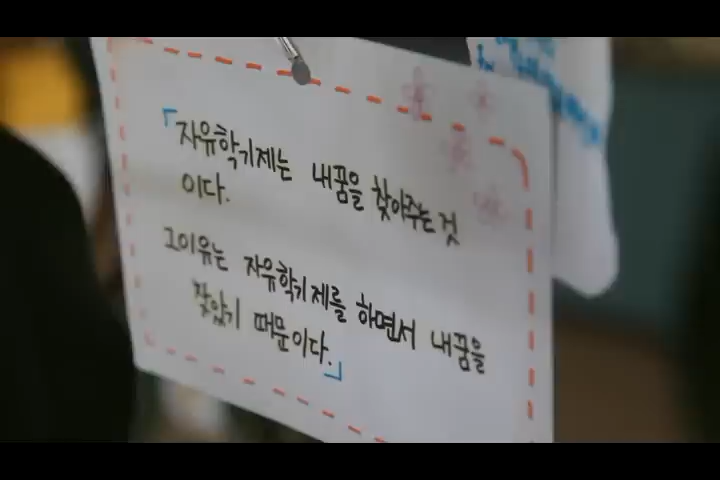 「자유학기제는 내꿈을 찾아주는것
이다.
그이유는 자유학기제를 하면서 내꿈을
찾았기 때문이다.」